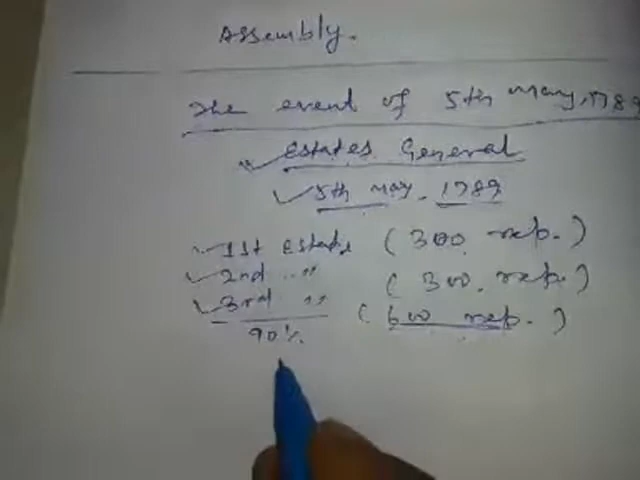 Assembly.
The event of 5th May, 1789
Estates General
5th May. 1789
1st Estate (300 rep.)
2nd " (300. rep.)
3rd " (600 rep.)
90%